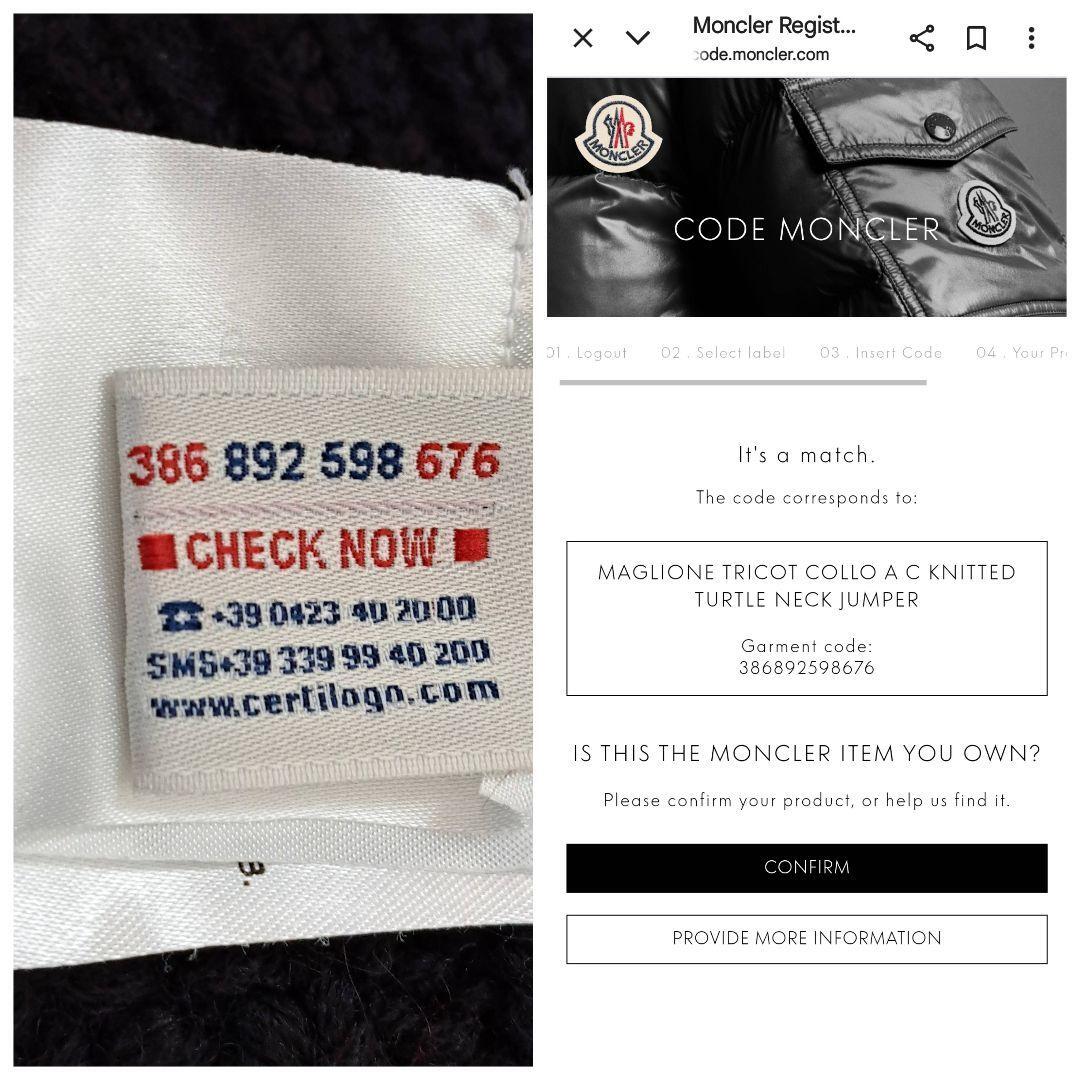 386 892 598 676
CHECK NOW
+39 0423 40 20 00
SMS+39 339 99 40 200
www.certilogo.com
B.
Moncler Regist...
code.moncler.com
MONCLER
MONCLER
CODE MONCLER
01 . Logout 02 . Select label 03 . Insert Code 04 . Your Pr
It's a match.
The code corresponds to:
MAGLIONE TRICOT COLLO A C KNITTED
TURTLE NECK JUMPER
Garment code:
386892598676
IS THIS THE MONCLER ITEM YOU OWN?
Please confirm your product, or help us find it.
CONFIRM
PROVIDE MORE INFORMATION